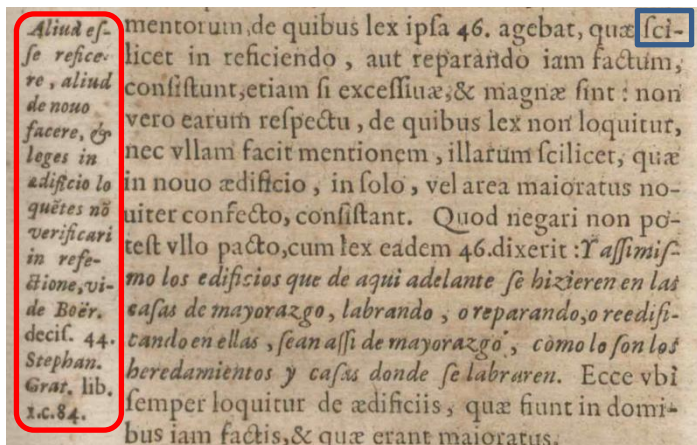 Aliud eſ-
ſe refice-
re, aliud
de nouo
facere, &
leges in
ædificio lo
quẽtes nõ
verificari
in refe-
ctione, vi-
de Boër.
deciſ. 44.
Stephan.
Grat. lib.
1.c.84.
mentorum, de quibus lex ipſa 46. agebat, quæ ſci-
licet in reficiendo, aut reparando iam factum,
conſiſtunt, etiam ſi exceſſiuæ, & magnæ ſint: non
vero earum reſpectu, de quibus lex non loquitur,
nec vllam facit mentionem, illarum ſcilicet, quæ
in nouo ædificio, in ſolo, vel area maioratus no-
uiter confecto, conſiſtant. Quod negari non po-
teſt vllo pacto, cum lex eadem 46. dixerit: Y aſſimiſ-
mo los edificios que de aqui adelante ſe hizieren en las
caſas de mayorazgo, labrando, o reparando, o reedifi-
cando en ellas, ſean aſſi de mayorazgo, como lo ſon los
heredamientos y caſas donde ſe labraren. Ecce vbi
ſemper loquitur de ædificiis, quæ fiunt in domi-
bus iam factis, & quæ erant maioratus.